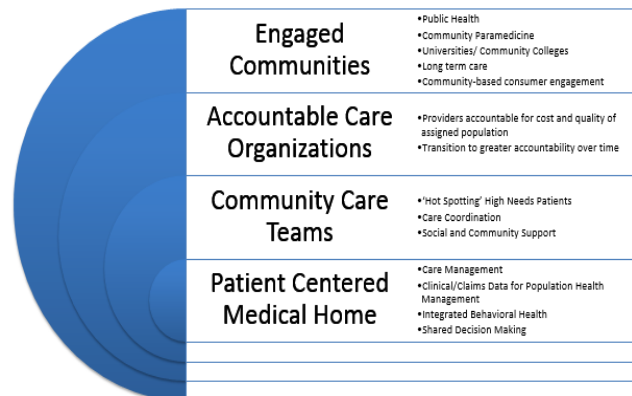 Engaged
Communities
•Public Health
•Community Paramedicine
•Universities/ Community Colleges
•Long term care
•Community-based consumer engagement
Accountable Care
Organizations
•Providers accountable for cost and quality of
assigned population
•Transition to greater accountability over time
Community Care
Teams
•‘Hot Spotting’ High Needs Patients
•Care Coordination
•Social and Community Support
Patient Centered
Medical Home
•Care Management
•Clinical/Claims Data for Population Health
Management
•Integrated Behavioral Health
•Shared Decision Making